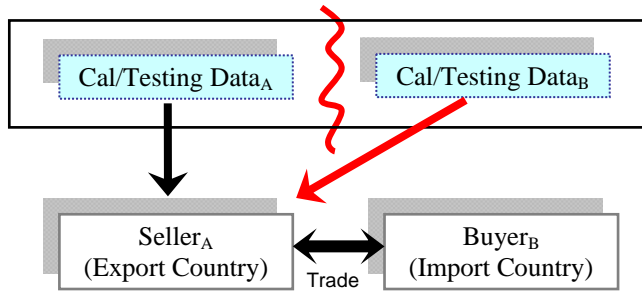 Cal/Testing DataA
Cal/Testing DataB
SellerA
(Export Country)
Trade
BuyerB
(Import Country)